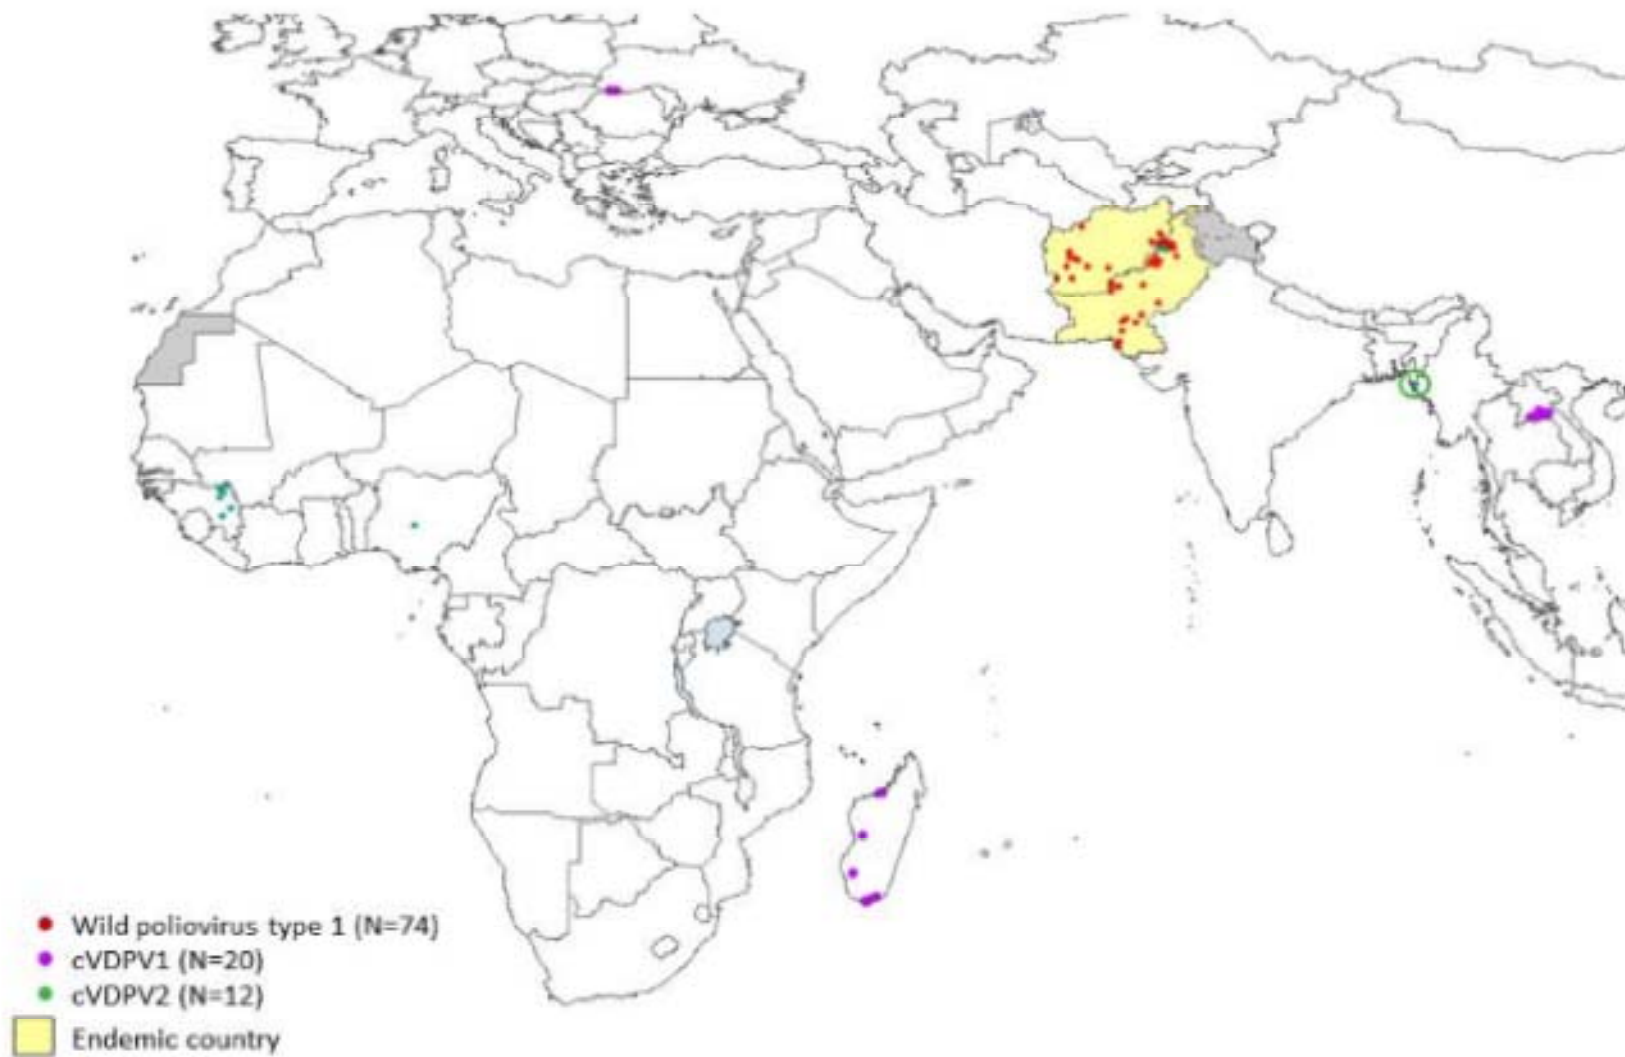 Wild poliovirus type 1 (N=74)
cVDPV1 (N=20)
cVDPV2 (N=12)
Endemic country